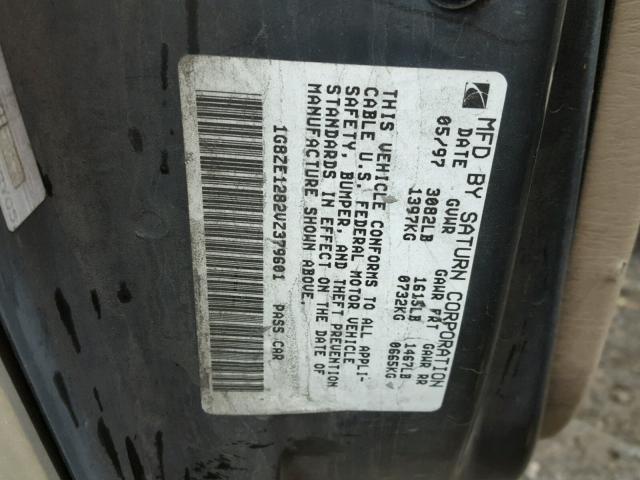 MFD BY SATURN CORPORATION
DATE GVWR GAWR FRT GAWR RR
05/97 3082LB 1615LB 1467LB
1397KG 0732KG 0665KG
THIS VEHICLE CONFORMS TO ALL APPLI-
CABLE U.S. FEDERAL MOTOR VEHICLE
SAFETY, BUMPER, AND THEFT PREVENTION
STANDARDS IN EFFECT ON THE DATE OF
MANUFACTURE SHOWN ABOVE.
1G8ZE1282VZ379601 PASS CAR